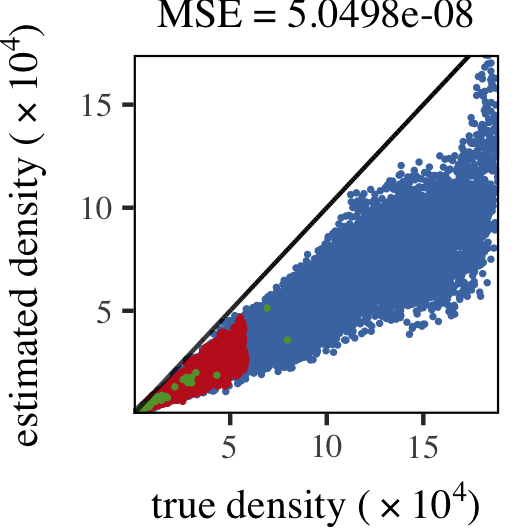 MSE = 5.0498e-08
estimated density ( × 10⁴)
15
10
5
5 10 15
true density ( × 10⁴)